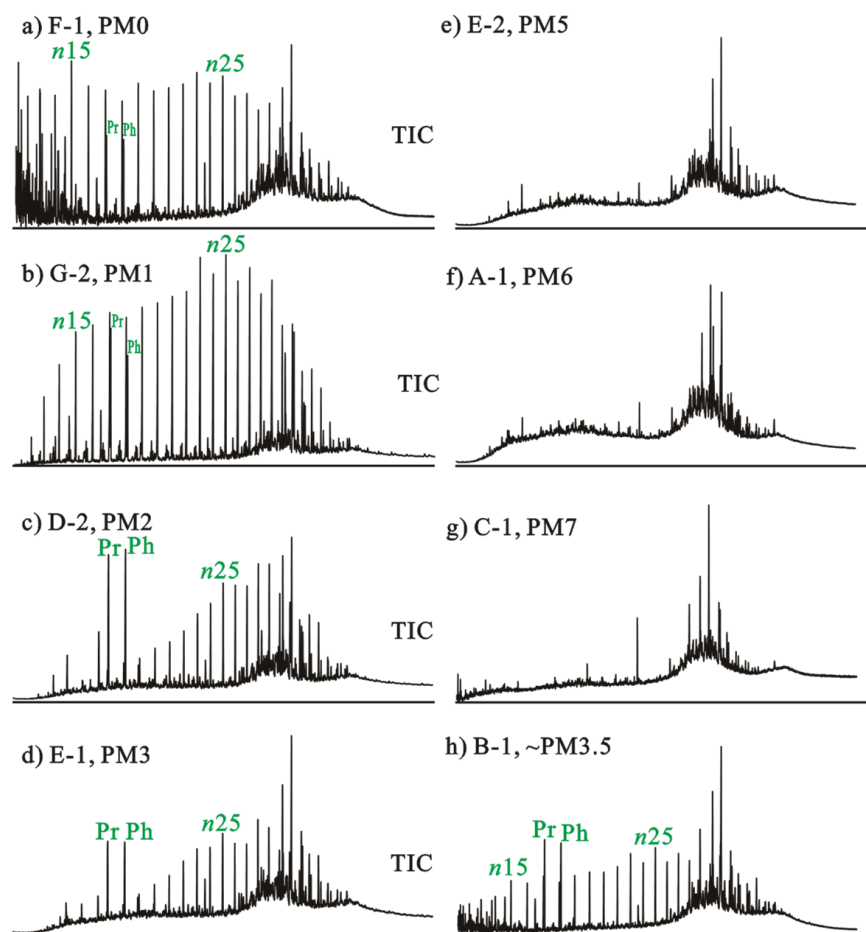 a) F-1, PM0
n15
n25
Pr
Ph
TIC
b) G-2, PM1
n25
n15
Pr
Ph
TIC
c) D-2, PM2
Pr Ph
n25
TIC
d) E-1, PM3
Pr Ph
n25
TIC
e) E-2, PM5
f) A-1, PM6
g) C-1, PM7
h) B-1, ~PM3.5
Pr Ph
n15
n25